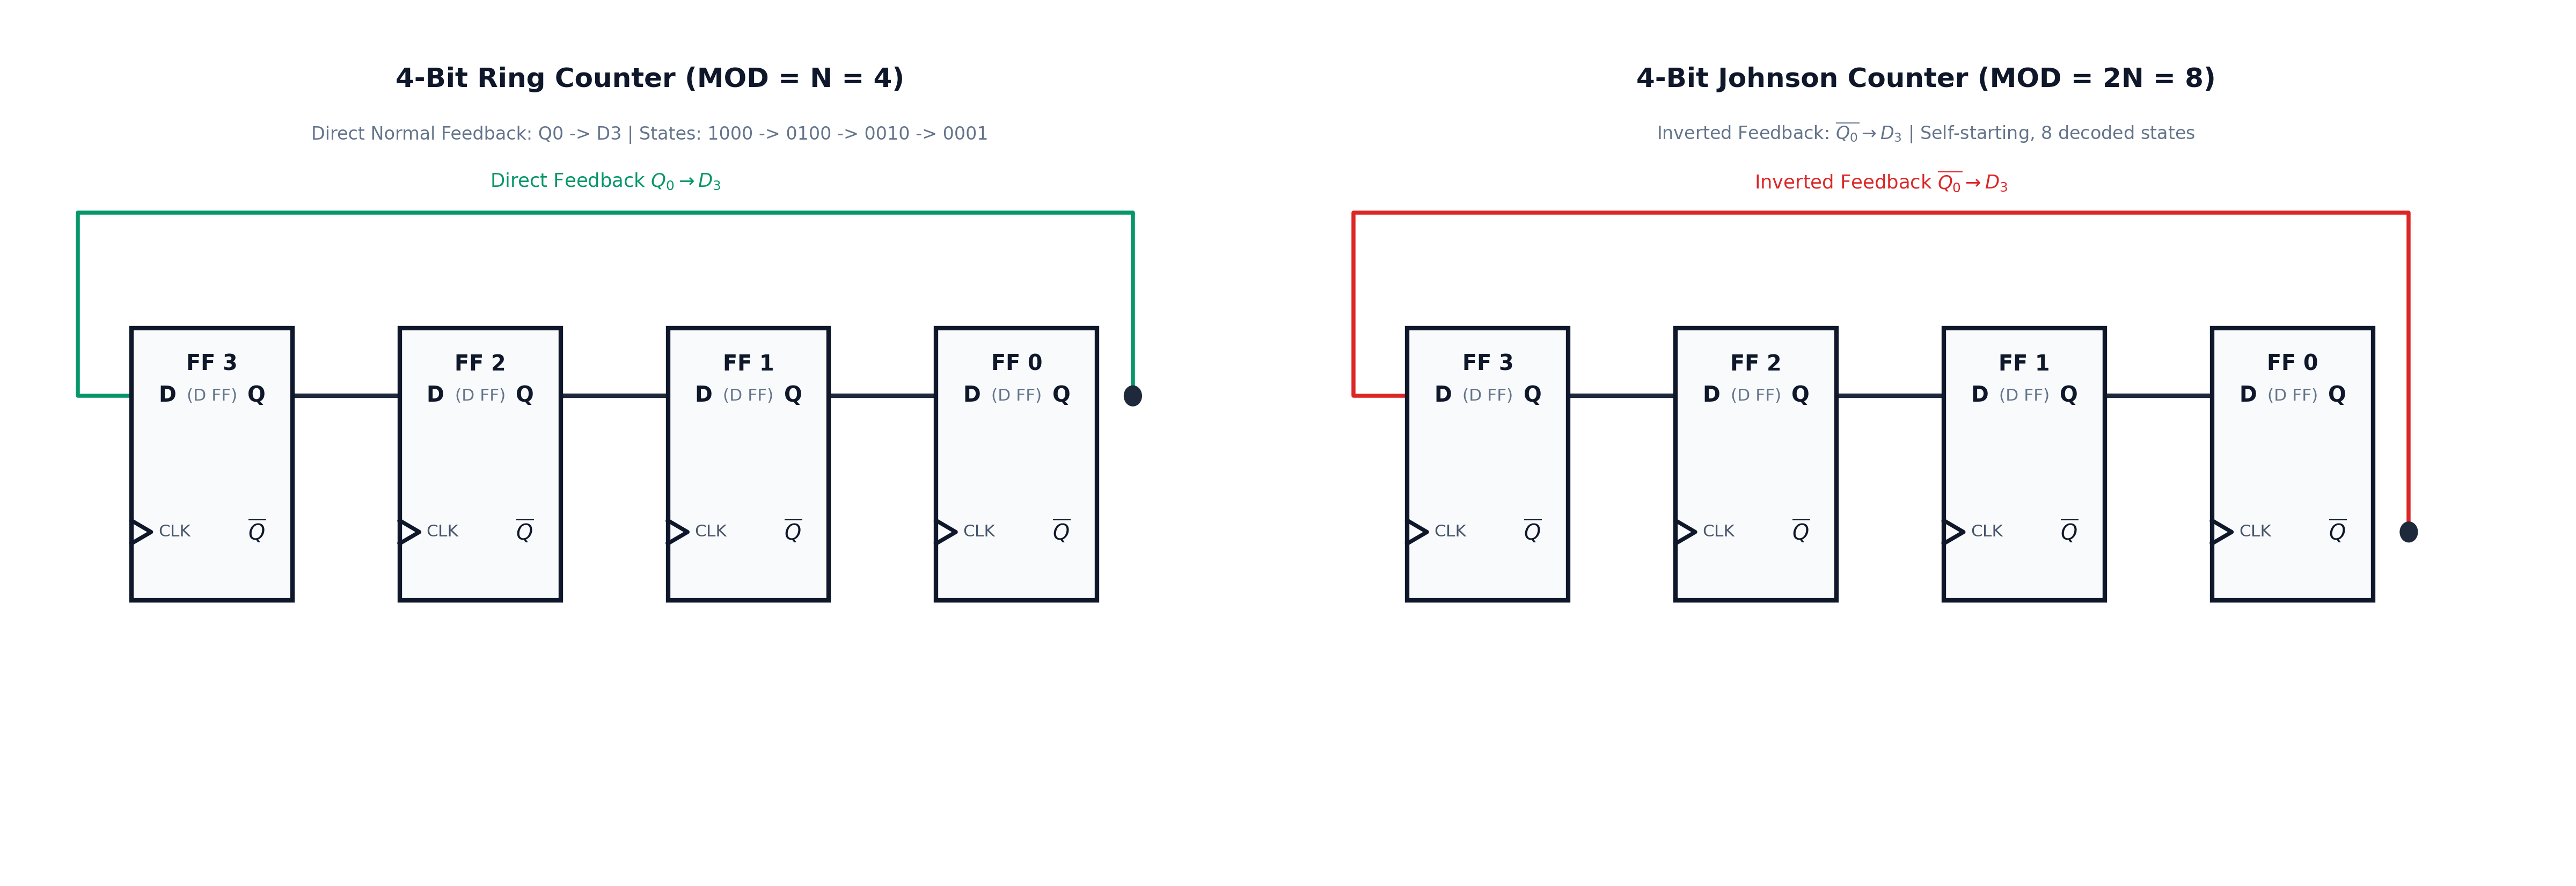 4-Bit Ring Counter (MOD = N = 4)
Direct Normal Feedback: Q0 -> D3 | States: 1000 -> 0100 -> 0010 -> 0001
Direct Feedback Q₀→D₃
FF 3 FF 2 FF 1 FF 0
D (D FF) Q D (D FF) Q D (D FF) Q D (D FF) Q
CLK Q̅ CLK Q̅ CLK Q̅ CLK Q̅
4-Bit Johnson Counter (MOD = 2N = 8)
Inverted Feedback: Q̅₀→D₃ | Self-starting, 8 decoded states
Inverted Feedback Q̅₀→D₃
FF 3 FF 2 FF 1 FF 0
D (D FF) Q D (D FF) Q D (D FF) Q D (D FF) Q
CLK Q̅ CLK Q̅ CLK Q̅ CLK Q̅